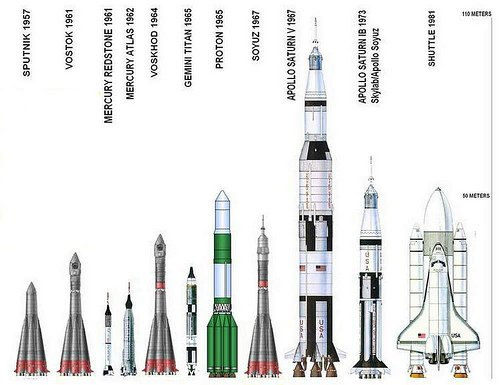 SPUTNIK 1957
VOSTOK 1961
MERCURY REDSTONE 1961
MERCURY ATLAS 1962
VOSKHOD 1964
GEMINI TITAN 1965
PROTON 1965
SOYUZ 1967
APOLLO SATURN V 1967
APOLLO SATURN IB 1973
Skylab/Apollo Soyuz
SHUTTLE 1981
110 METERS
50 METERS
USA
USA
USA
USA